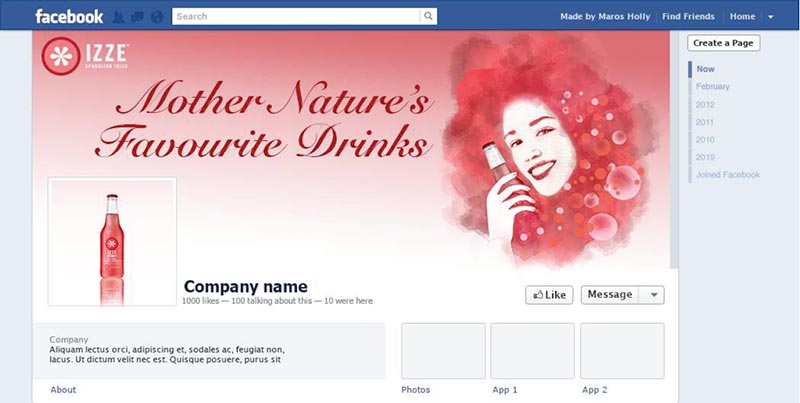 facebook
Search
Made by Maros Holly
Find Friends
Home
Create a Page
IZZE
SPARKLING JUICE
Mother Nature's
Favourite Drinks
Now
February
2012
2011
2010
2019
Joined Facebook
Company name
1000 likes — 100 talking about this — 10 were here
Like
Message
Company
Aliquam lectus orci, adipiscing et, sodales ac, feugiat non,
lacus. Ut dictum velit nec est. Quisque posuere, purus sit
About
Photos
App 1
App 2